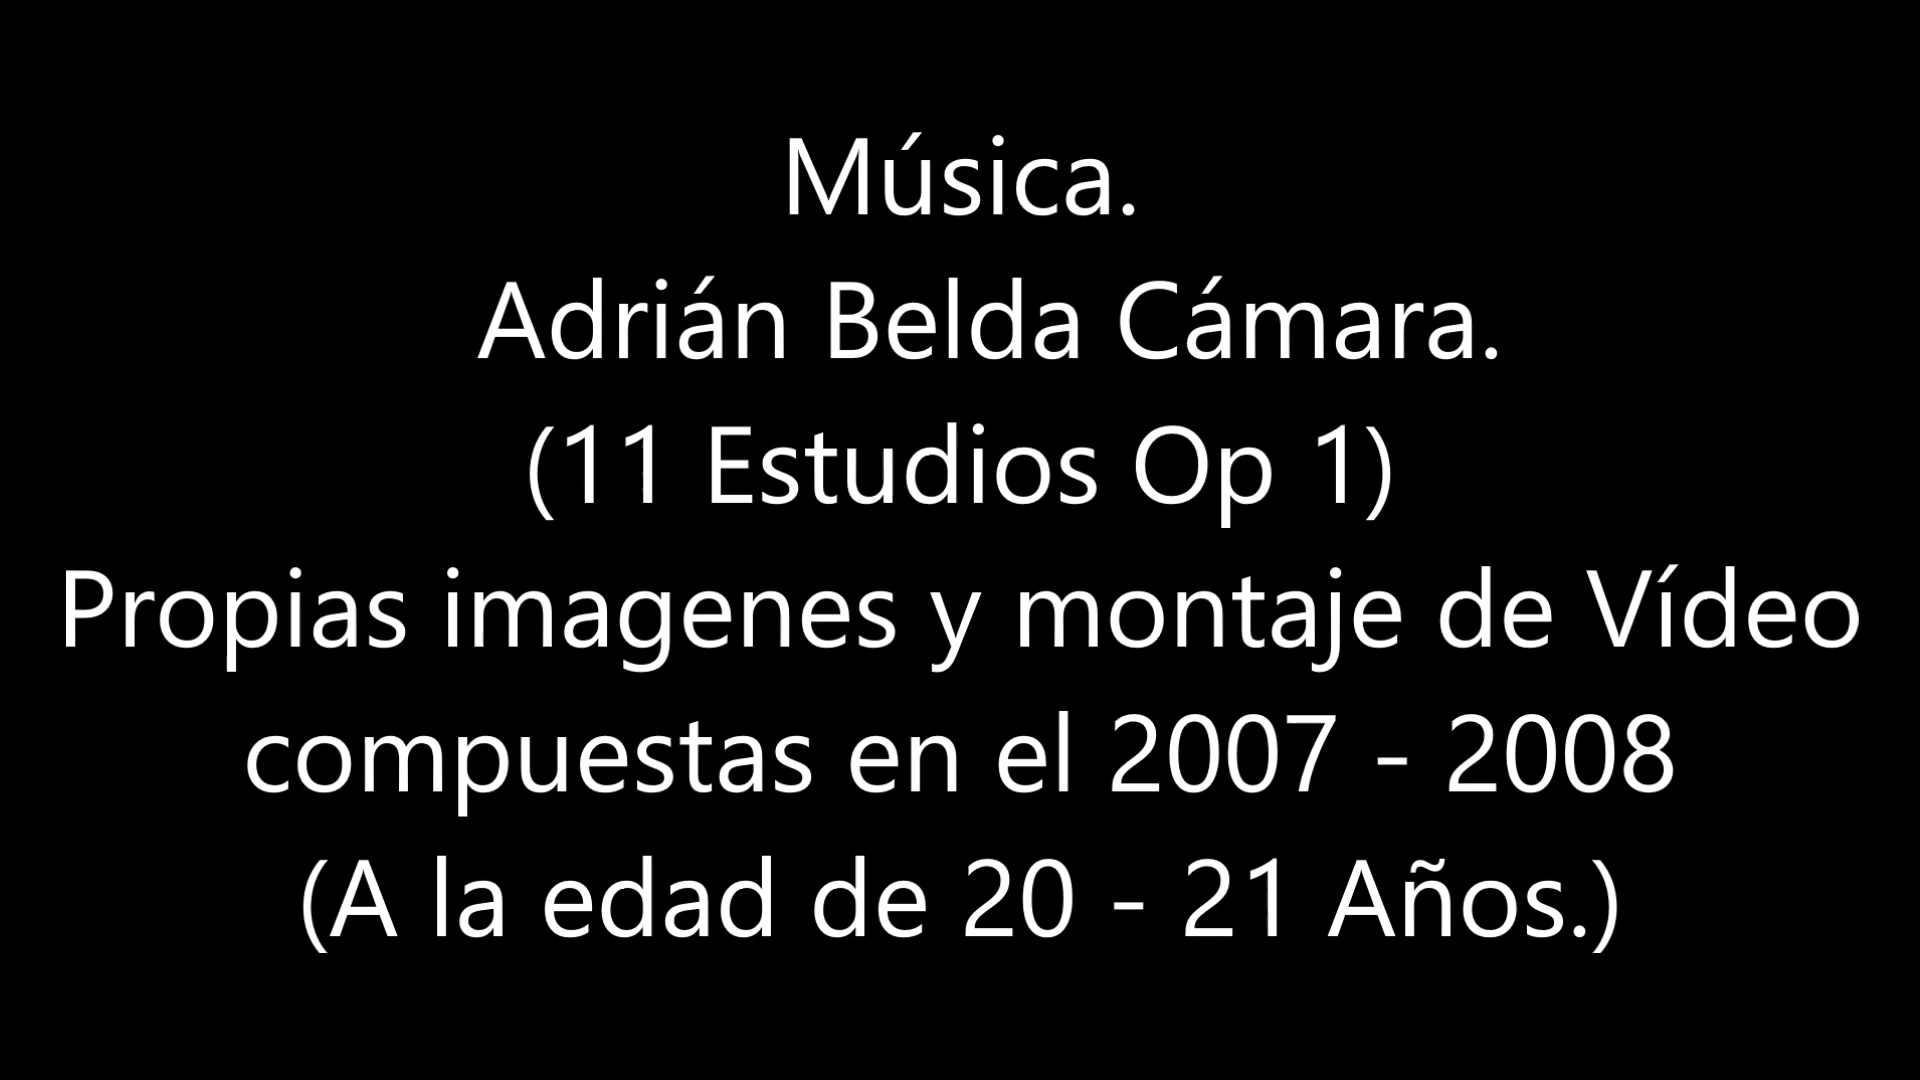 Música.
Adrián Belda Cámara.
(11 Estudios Op 1)
Propias imagenes y montaje de Vídeo
compuestas en el 2007 - 2008
(A la edad de 20 - 21 Años.)